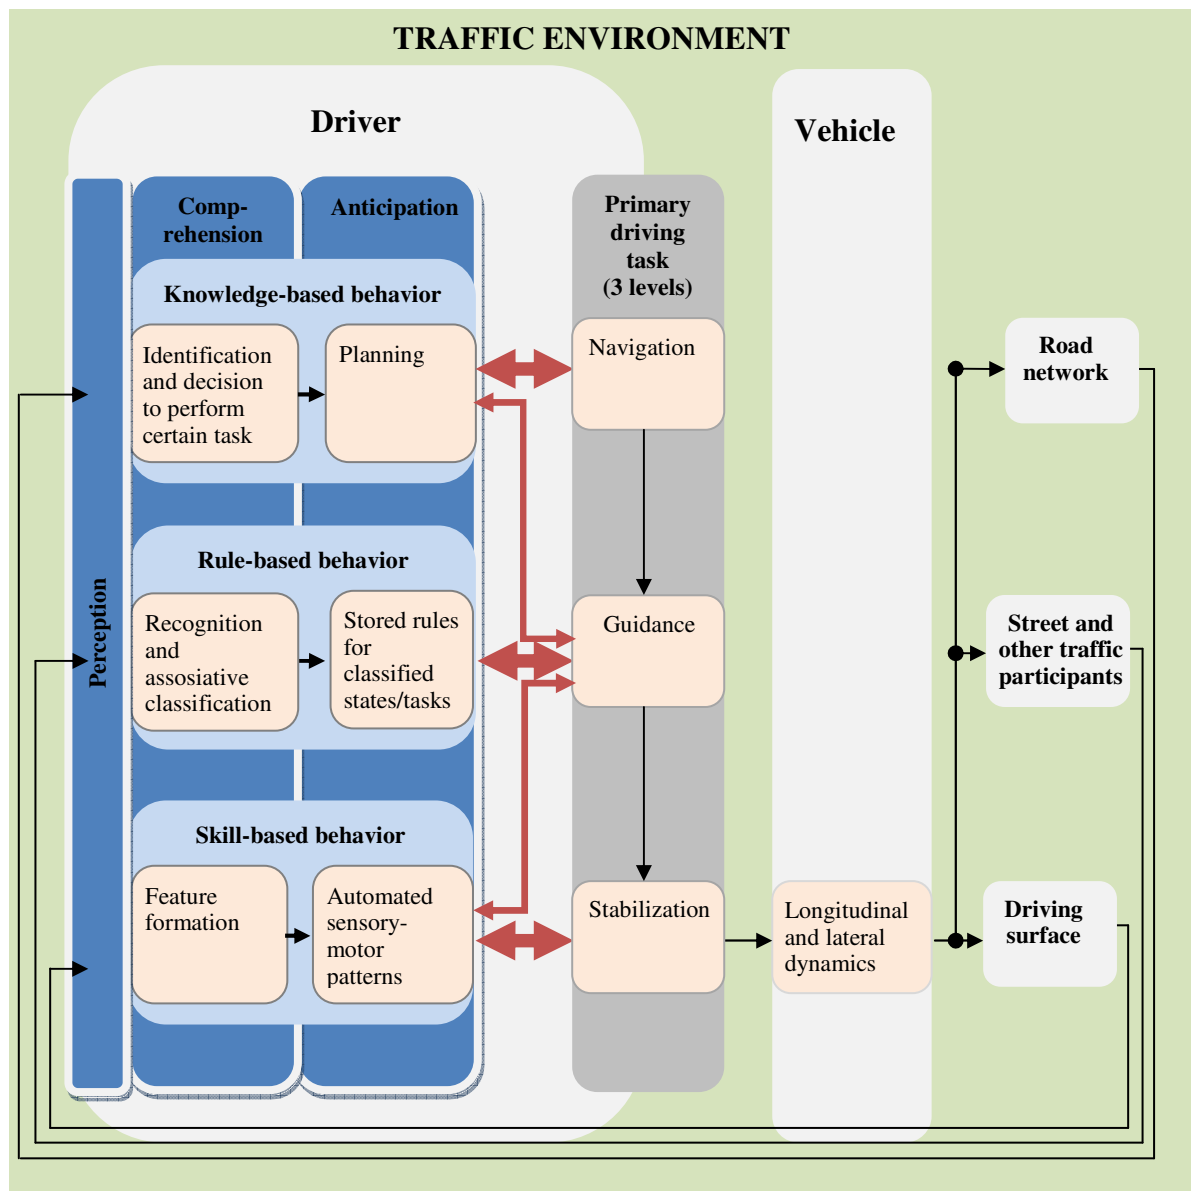 TRAFFIC ENVIRONMENT
Driver
Vehicle
Perception
Comp-
rehension
Anticipation
Primary
driving
task
(3 levels)
Knowledge-based behavior
Identification
and decision
to perform
certain task
Planning
Navigation
Road
network
Rule-based behavior
Recognition
and
assosiative
classification
Stored rules
for
classified
states/tasks
Guidance
Street and
other traffic
participants
Skill-based behavior
Feature
formation
Automated
sensory-
motor
patterns
Stabilization
Longitudinal
and lateral
dynamics
Driving
surface